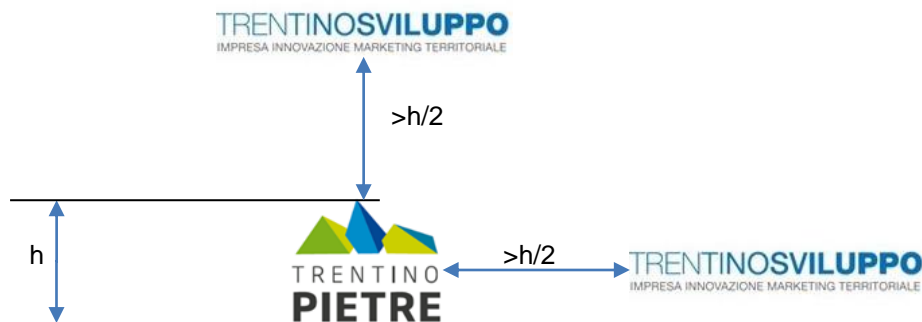 TRENTINOSVILUPPO
IMPRESA INNOVAZIONE MARKETING TERRITORIALE
>h/2
h
TRENTINO
PIETRE
>h/2
TRENTINOSVILUPPO
IMPRESA INNOVAZIONE MARKETING TERRITORIALE